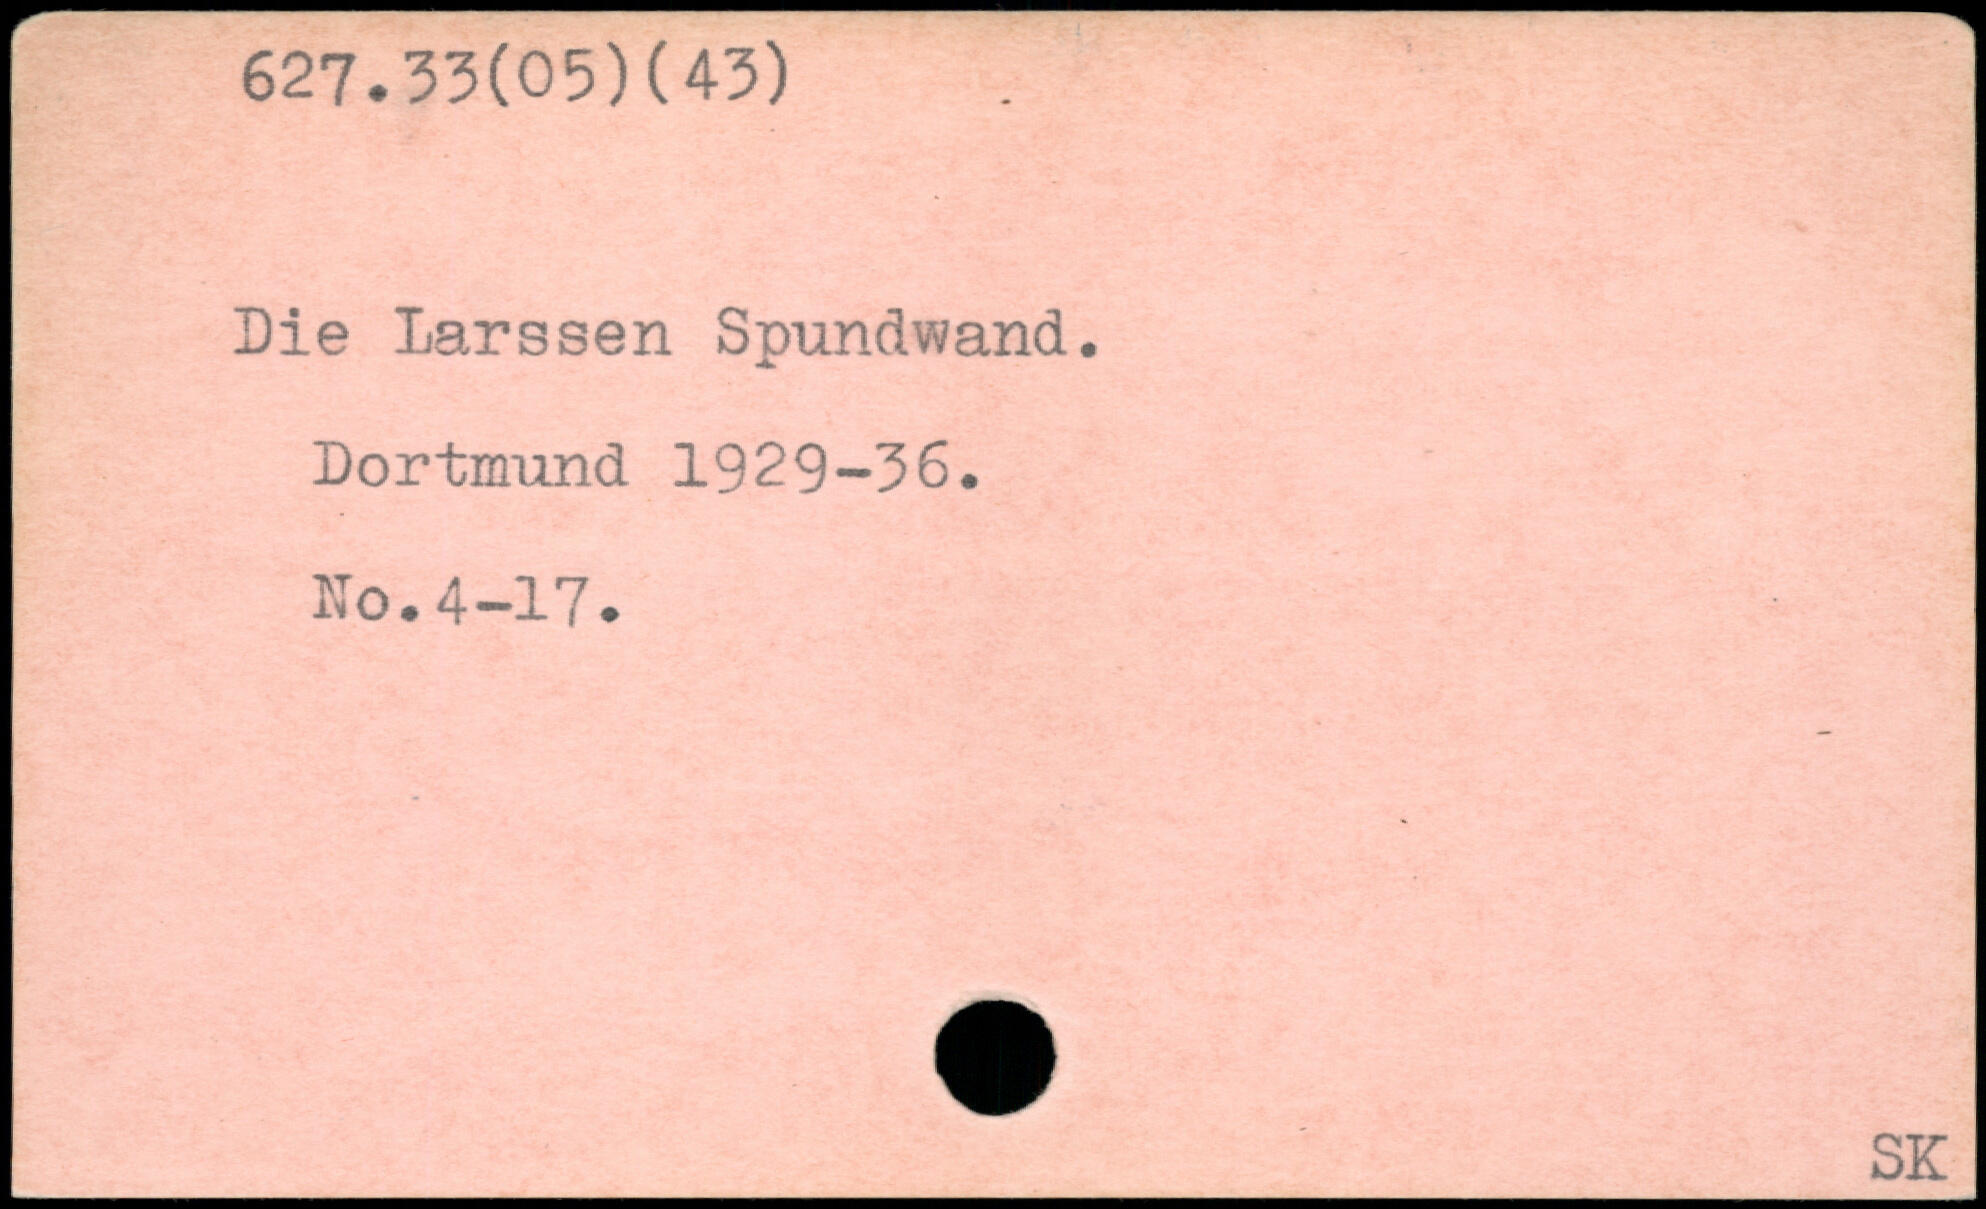 627.33(05)(43)
Die Larssen Spundwand.
Dortmund 1929-36.
No.4-17.
SK